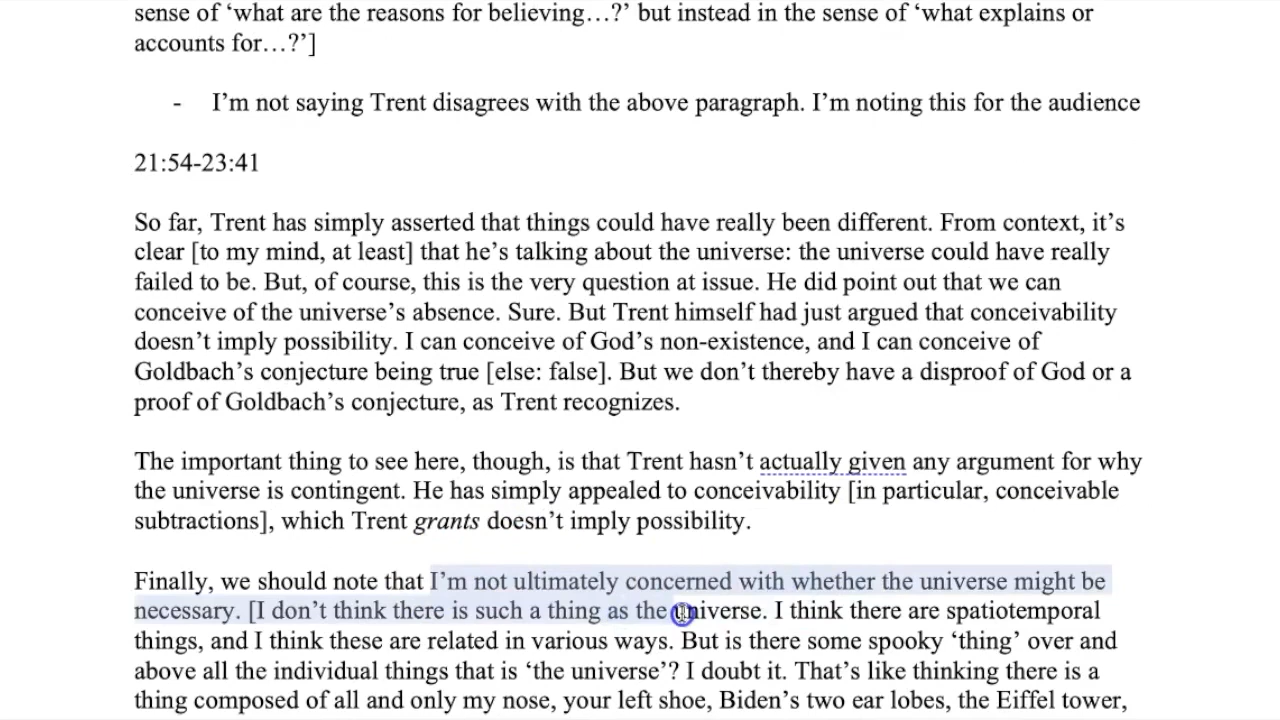 sense of ‘what are the reasons for believing…?’ but instead in the sense of ‘what explains or
accounts for…?’]
- I’m not saying Trent disagrees with the above paragraph. I’m noting this for the audience
21:54-23:41
So far, Trent has simply asserted that things could have really been different. From context, it’s
clear [to my mind, at least] that he’s talking about the universe: the universe could have really
failed to be. But, of course, this is the very question at issue. He did point out that we can
conceive of the universe’s absence. Sure. But Trent himself had just argued that conceivability
doesn’t imply possibility. I can conceive of God’s non-existence, and I can conceive of
Goldbach’s conjecture being true [else: false]. But we don’t thereby have a disproof of God or a
proof of Goldbach’s conjecture, as Trent recognizes.
The important thing to see here, though, is that Trent hasn’t actually given any argument for why
the universe is contingent. He has simply appealed to conceivability [in particular, conceivable
subtractions], which Trent grants doesn’t imply possibility.
Finally, we should note that I’m not ultimately concerned with whether the universe might be
necessary. [I don’t think there is such a thing as the universe. I think there are spatiotemporal
things, and I think these are related in various ways. But is there some spooky ‘thing’ over and
above all the individual things that is ‘the universe’? I doubt it. That’s like thinking there is a
thing composed of all and only my nose, your left shoe, Biden’s two ear lobes, the Eiffel tower,